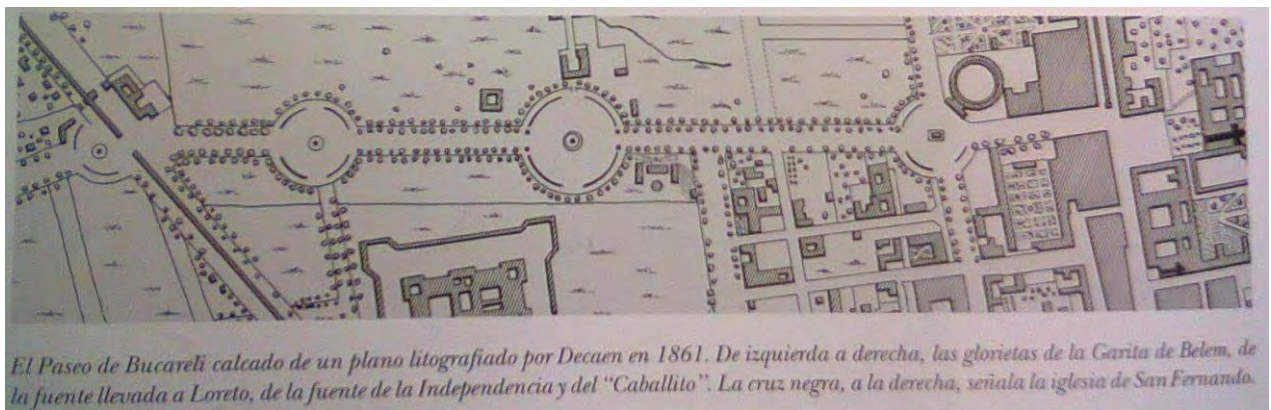 El Paseo de Bucareli calcado de un plano litografiado por Decaen en 1861. De izquierda a derecha, las glorietas de la Garita de Belem, de
la fuente llevada a Loreto, de la fuente de la Independencia y del "Caballito". La cruz negra, a la derecha, señala la iglesia de San Fernando.